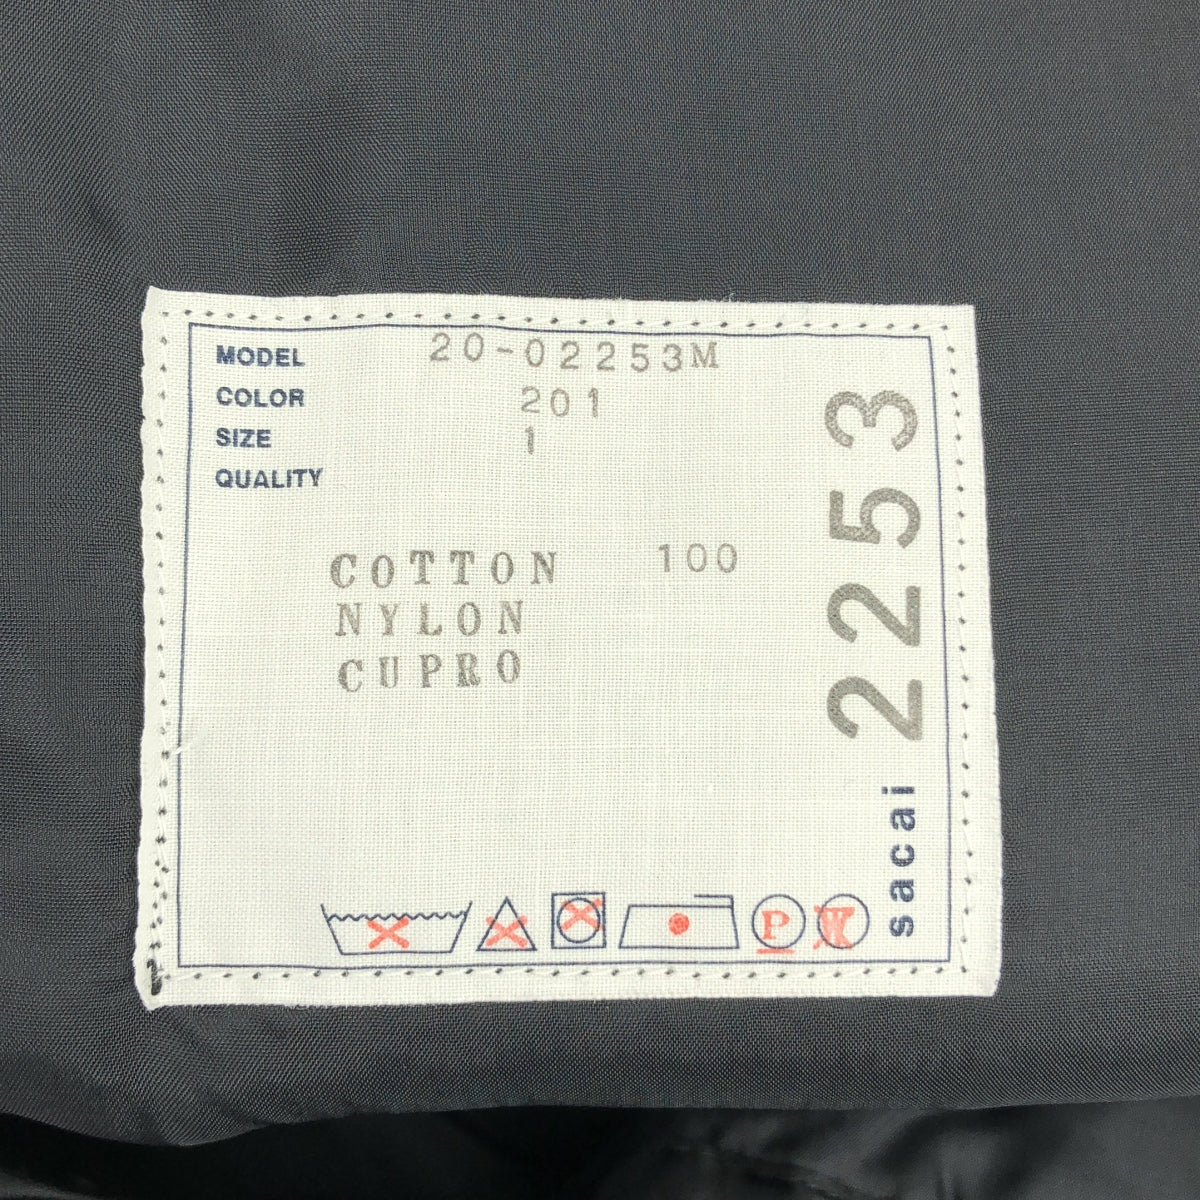 MODEL 20-02253M
COLOR 201
SIZE 1
QUALITY
COTTON 100
NYLON
CUPRO
P
W
sacai 2253